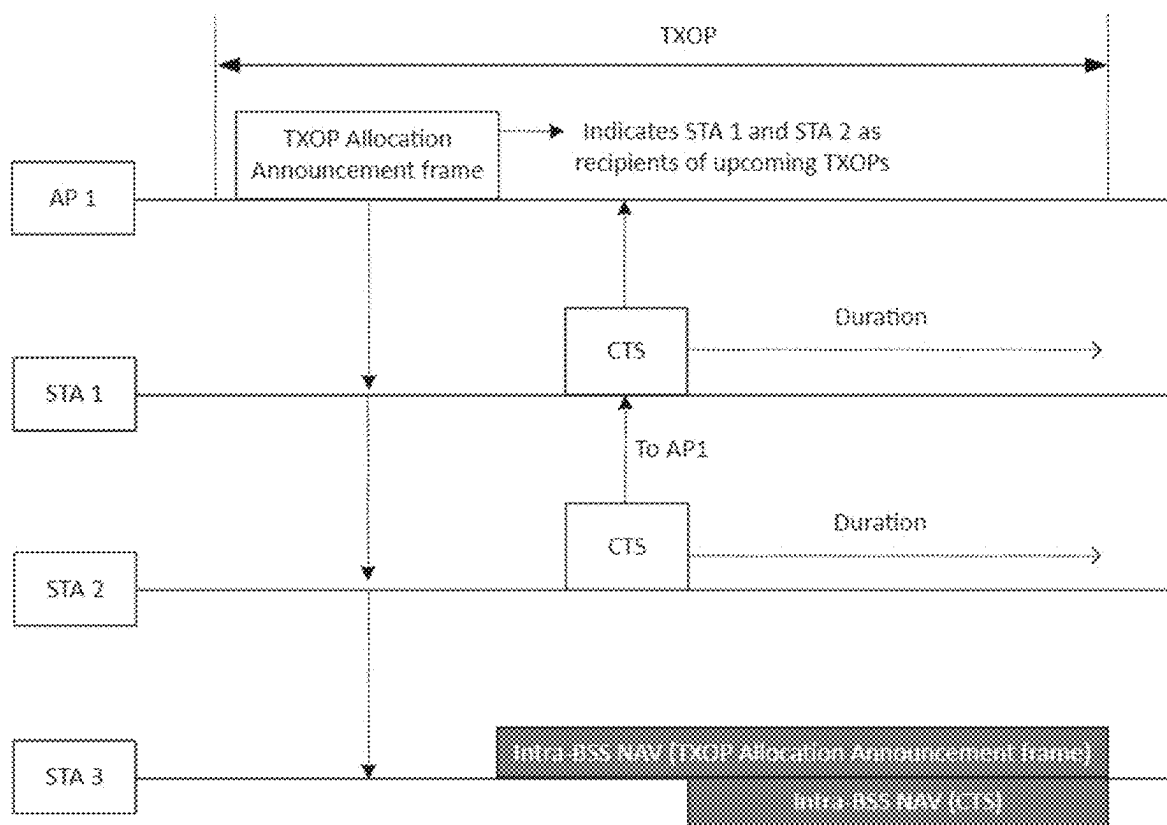 TXOP
TXOP Allocation
Announcement frame
Indicates STA 1 and STA 2 as
recipients of upcoming TXOPs
AP 1
CTS
Duration
STA 1
To AP1
CTS
Duration
STA 2
Intra-BSS NAV (TXOP Allocation Announcement frame)
STA 3
Intra-BSS NAV (CTS)